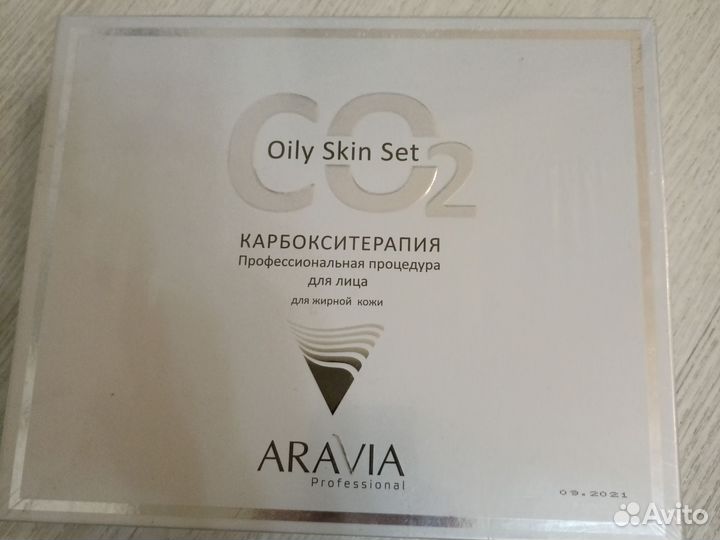 CO2
Oily Skin Set
КАРБОКСИТЕРАПИЯ
Профессиональная процедура
для лица
для жирной кожи
ARAVIA
Professional
09.2021
Avito